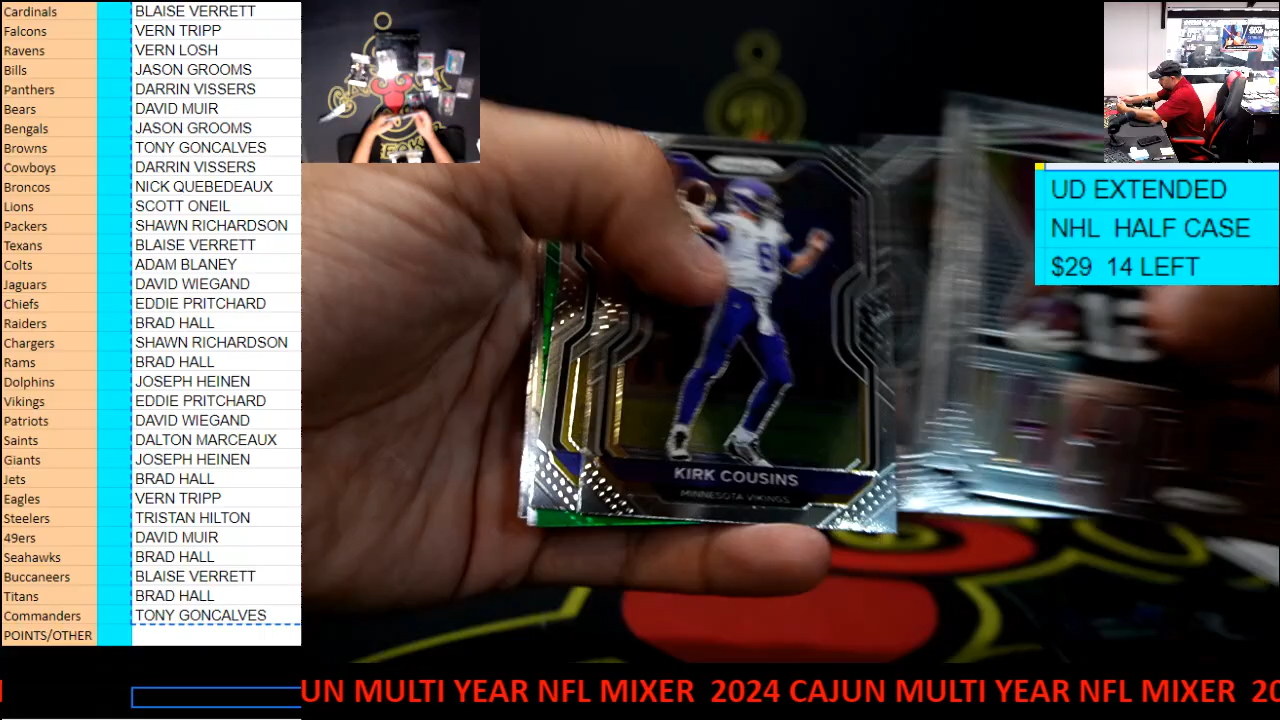 Cardinals BLAISE VERRETT
Falcons VERN TRIPP
Ravens VERN LOSH
Bills JASON GROOMS
Panthers DARRIN VISSERS
Bears DAVID MUIR
Bengals JASON GROOMS
Browns TONY GONCALVES
Cowboys DARRIN VISSERS
Broncos NICK QUEBEDEAUX
Lions SCOTT ONEIL
Packers SHAWN RICHARDSON
Texans BLAISE VERRETT
Colts ADAM BLANEY
Jaguars DAVID WIEGAND
Chiefs EDDIE PRITCHARD
Raiders BRAD HALL
Chargers SHAWN RICHARDSON
Rams BRAD HALL
Dolphins JOSEPH HEINEN
Vikings EDDIE PRITCHARD
Patriots DAVID WIEGAND
Saints DALTON MARCEAUX
Giants JOSEPH HEINEN
Jets BRAD HALL
Eagles VERN TRIPP
Steelers TRISTAN HILTON
49ers DAVID MUIR
Seahawks BRAD HALL
Buccaneers BLAISE VERRETT
Titans BRAD HALL
Commanders TONY GONCALVES
POINTS/OTHER
UD EXTENDED
NHL HALF CASE
$29 14 LEFT
8
KIRK COUSINS
MINNESOTA VIKINGS
UN MULTI YEAR NFL MIXER 2024 CAJUN MULTI YEAR NFL MIXER 20